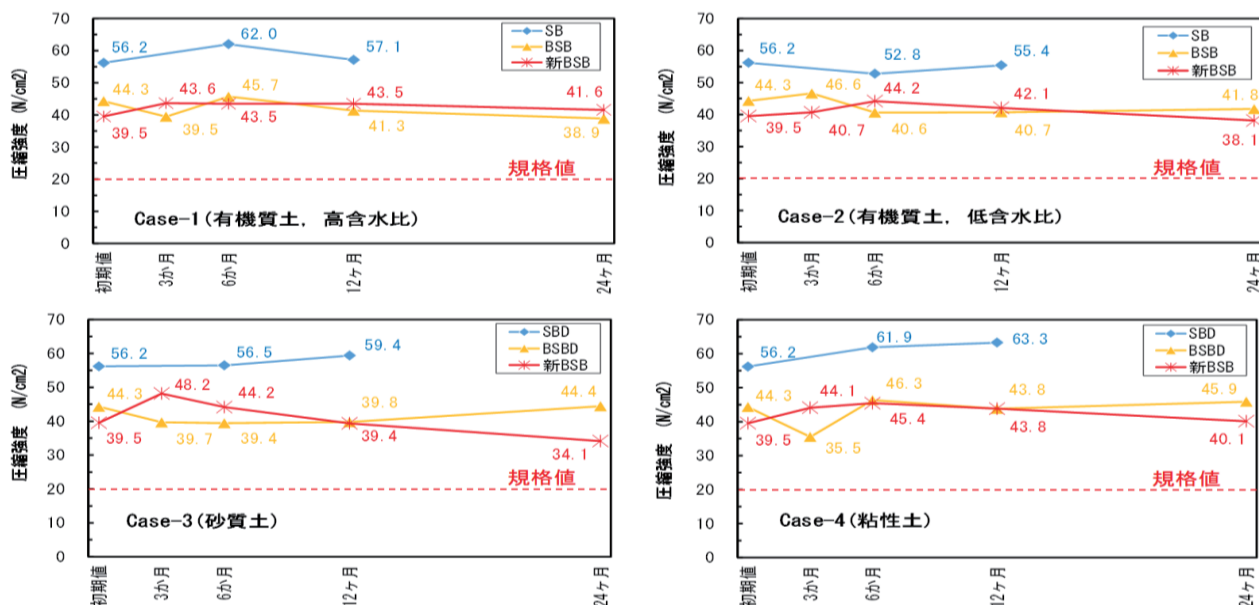 圧縮強度 (N/cm2)
70
60
50
40
30
20
10
0
SB
BSB
新BSB
56.2
62.0
57.1
44.3
43.6
45.7
43.5
41.6
39.5
39.5
43.5
41.3
38.9
規格値
Case-1(有機質土, 高含水比)
初期値
3か月
6か月
12ヶ月
24ヶ月
圧縮強度 (N/cm2)
70
60
50
40
30
20
10
0
SB
BSB
新BSB
56.2
52.8
55.4
44.3
46.6
44.2
42.1
41.8
39.5
40.7
40.6
40.7
38.1
規格値
Case-2(有機質土, 低含水比)
初期値
3か月
6か月
12ヶ月
24ヶ月
圧縮強度 (N/cm2)
70
60
50
40
30
20
10
0
SBD
BSBD
新BSB
56.2
56.5
59.4
44.3
48.2
44.2
39.8
44.4
39.5
39.7
39.4
39.4
34.1
規格値
Case-3(砂質土)
初期値
3か月
6か月
12ヶ月
24ヶ月
圧縮強度 (N/cm2)
70
60
50
40
30
20
10
0
SBD
BSBD
新BSB
56.2
61.9
63.3
44.3
44.1
46.3
43.8
45.9
39.5
35.5
45.4
43.8
40.1
規格値
Case-4(粘性土)
初期値
3か月
6か月
12ヶ月
24ヶ月